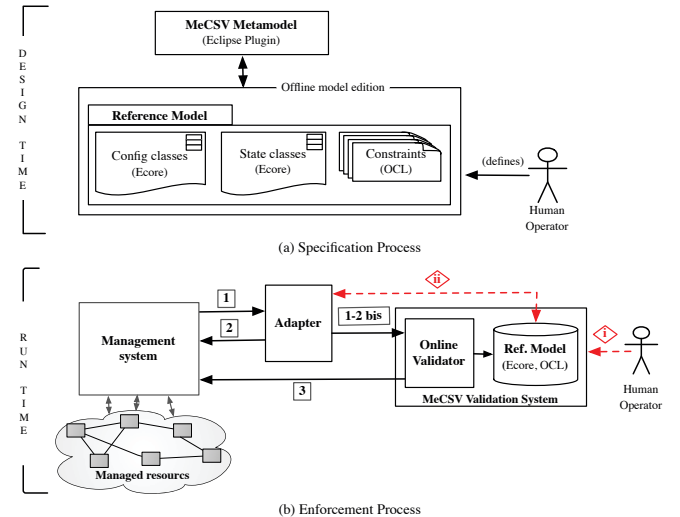 MeCSV Metamodel
(Eclipse Plugin)
DESIGN TIME
Offline model edition
Reference Model
Config classes
(Ecore)
State classes
(Ecore)
Constraints
(OCL)
(defines)
Human
Operator
(a) Specification Process
RUN TIME
Management
system
1
2
Adapter
ii
1-2 bis
Online
Validator
Ref. Model
(Ecore, OCL)
i
3
MeCSV Validation System
Human
Operator
Managed resourcs
(b) Enforcement Process